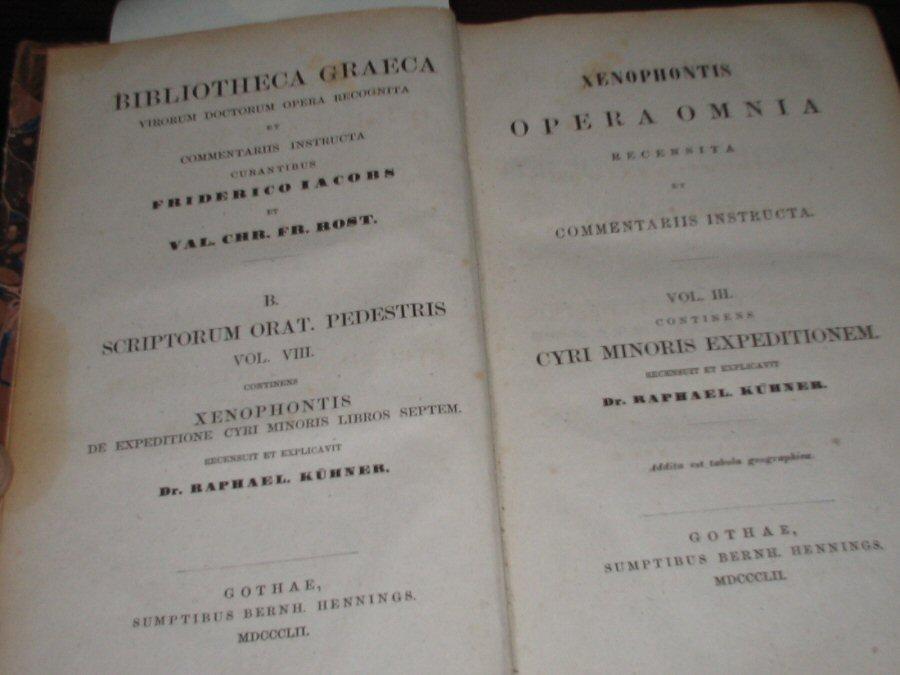 BIBLIOTHECA GRAECA
VIRORUM DOCTORUM OPERA RECOGNITA
ET
COMMENTARIIS INSTRUCTA
CURANTIBUS
FRIDERICO IACOBS
ET
VAL. CHR. FR. ROST.
B.
SCRIPTORUM ORAT. PEDESTRIS
VOL. VIII.
CONTINENS
XENOPHONTIS
DE EXPEDITIONE CYRI MINORIS LIBROS SEPTEM.
RECENSUIT ET EXPLICAVIT
Dr. RAPHAEL. KÜHNER.
GOTHAE,
SUMPTIBUS BERNH. HENNINGS.
MDCCCLII.
XENOPHONTIS
OPERA OMNIA
RECENSITA
ET
COMMENTARIIS INSTRUCTA.
VOL. III.
CONTINENS
CYRI MINORIS EXPEDITIONEM.
RECENSUIT ET EXPLICAVIT
Dr. RAPHAEL. KÜHNER.
Addita est tabula geographica.
GOTHAE,
SUMPTIBUS BERNH. HENNINGS.
MDCCCLII.